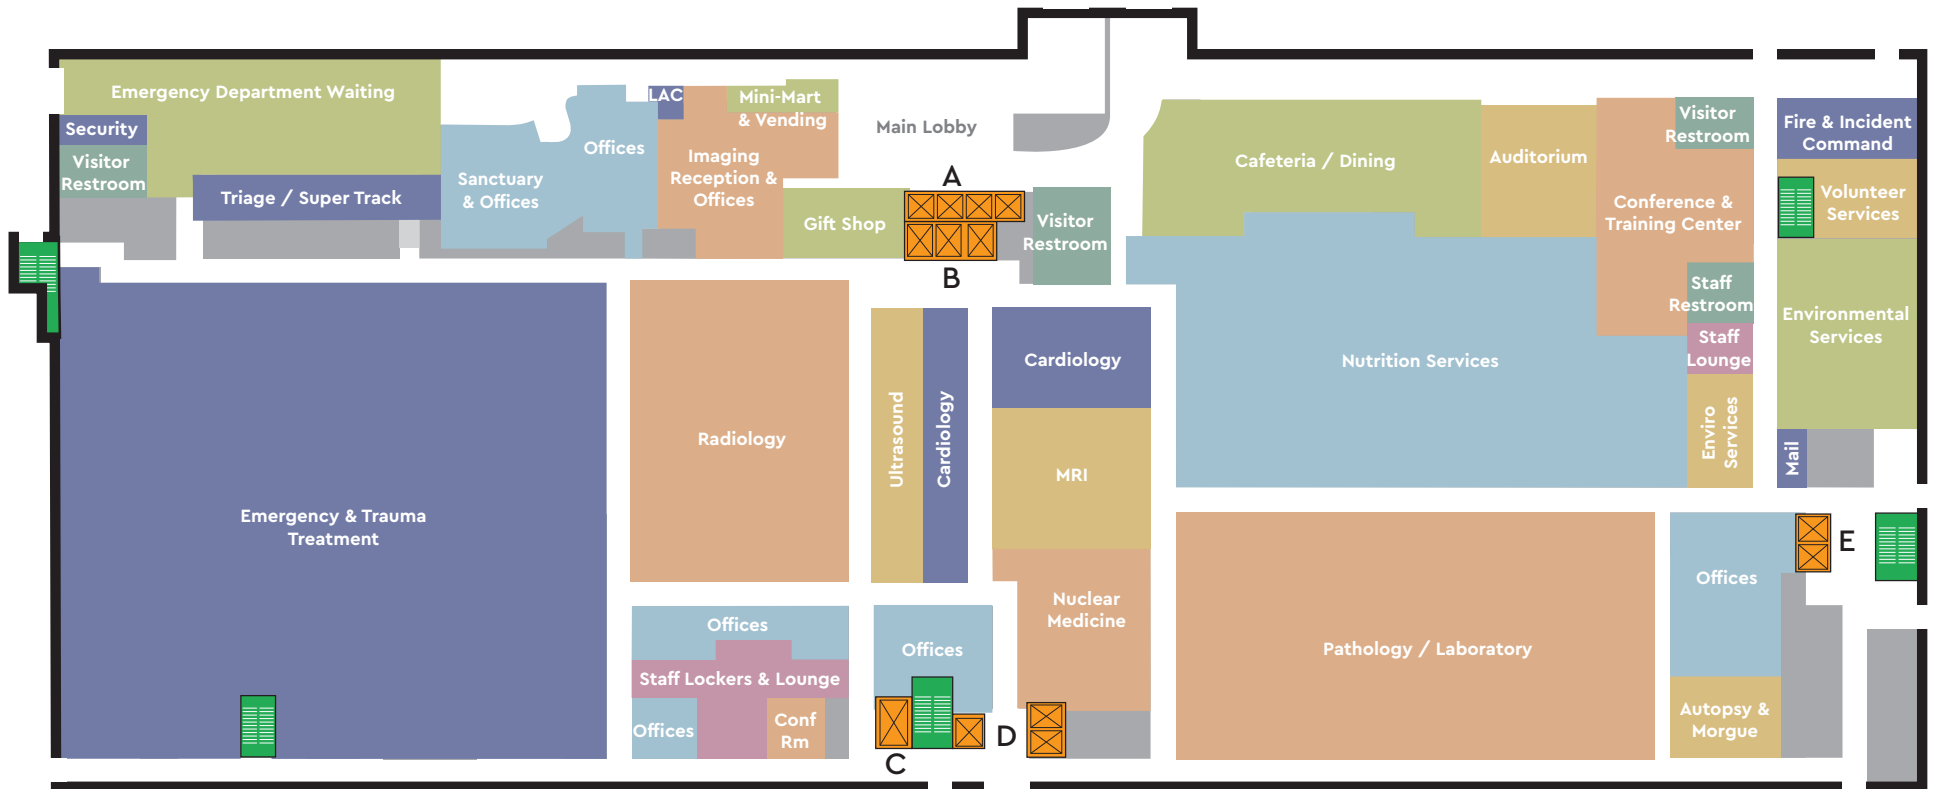 Emergency Department Waiting
Security
Visitor
Restroom
Triage / Super Track
Sanctuary
& Offices
Offices
LAC
Mini-Mart
& Vending
Imaging
Reception &
Offices
Main Lobby
Gift Shop
A
B
Visitor
Restroom
Cafeteria / Dining
Auditorium
Visitor
Restroom
Conference &
Training Center
Staff
Restroom
Staff
Lounge
Enviro
Services
Fire & Incident
Command
Volunteer
Services
Environmental
Services
Mail
Nutrition Services
Emergency & Trauma
Treatment
Radiology
Ultrasound
Cardiology
Cardiology
MRI
Nuclear
Medicine
Offices
Staff Lockers & Lounge
Offices
Conf
Rm
Offices
C
D
Pathology / Laboratory
Offices
E
Autopsy &
Morgue